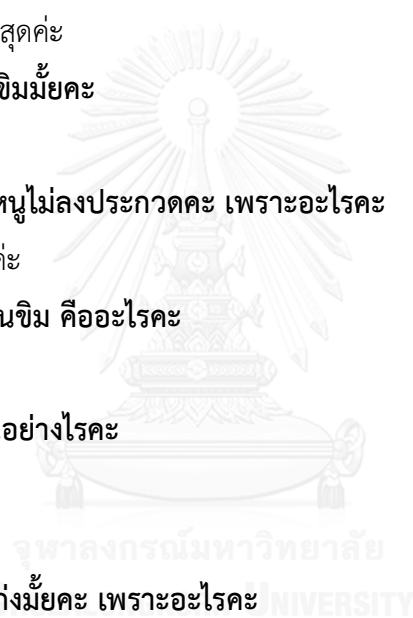 สุดค่ะ
ขิมมั้ยคะ
หนูไม่ลงประกวดคะ เพราะอะไรคะ
ค่ะ
นขิม คืออะไรคะ
อย่างไรคะ
จุฬาลงกรณ์มหาวิทยาลัย
ก่งมั้ยคะ เพราะอะไรคะ
UNIVERSITY